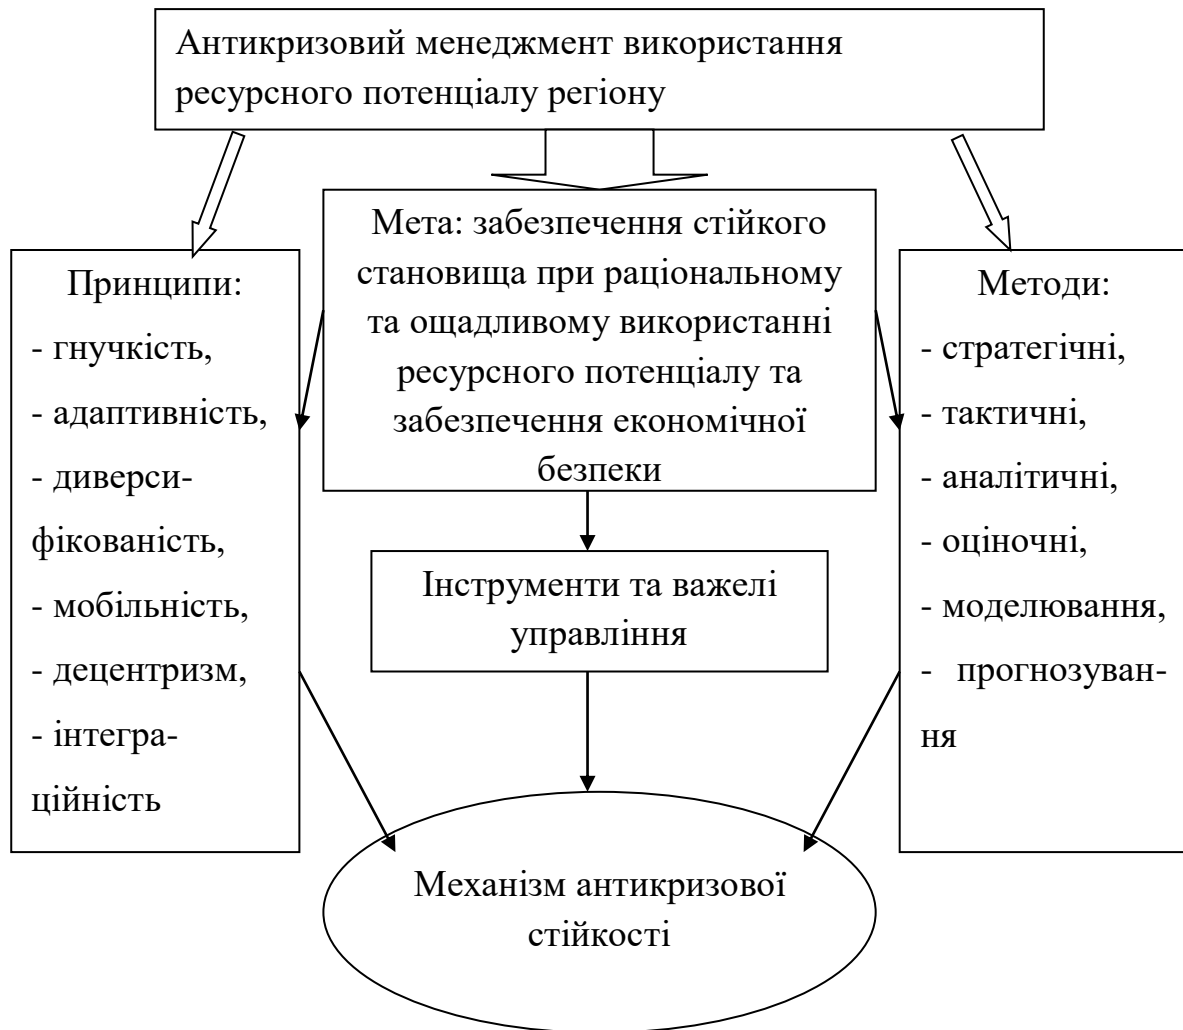 Антикризовий менеджмент використання
ресурсного потенціалу регіону
Мета: забезпечення стійкого
становища при раціональному
та ощадливому використанні
ресурсного потенціалу та
забезпечення економічної
безпеки
Принципи:
- гнучкість,
- адаптивність,
- диверси-
фікованість,
- мобільність,
- децентризм,
- інтегра-
ційність
Методи:
- стратегічні,
- тактичні,
- аналітичні,
- оціночні,
- моделювання,
- прогнозуван-
ня
Інструменти та важелі
управління
Механізм антикризової
стійкості